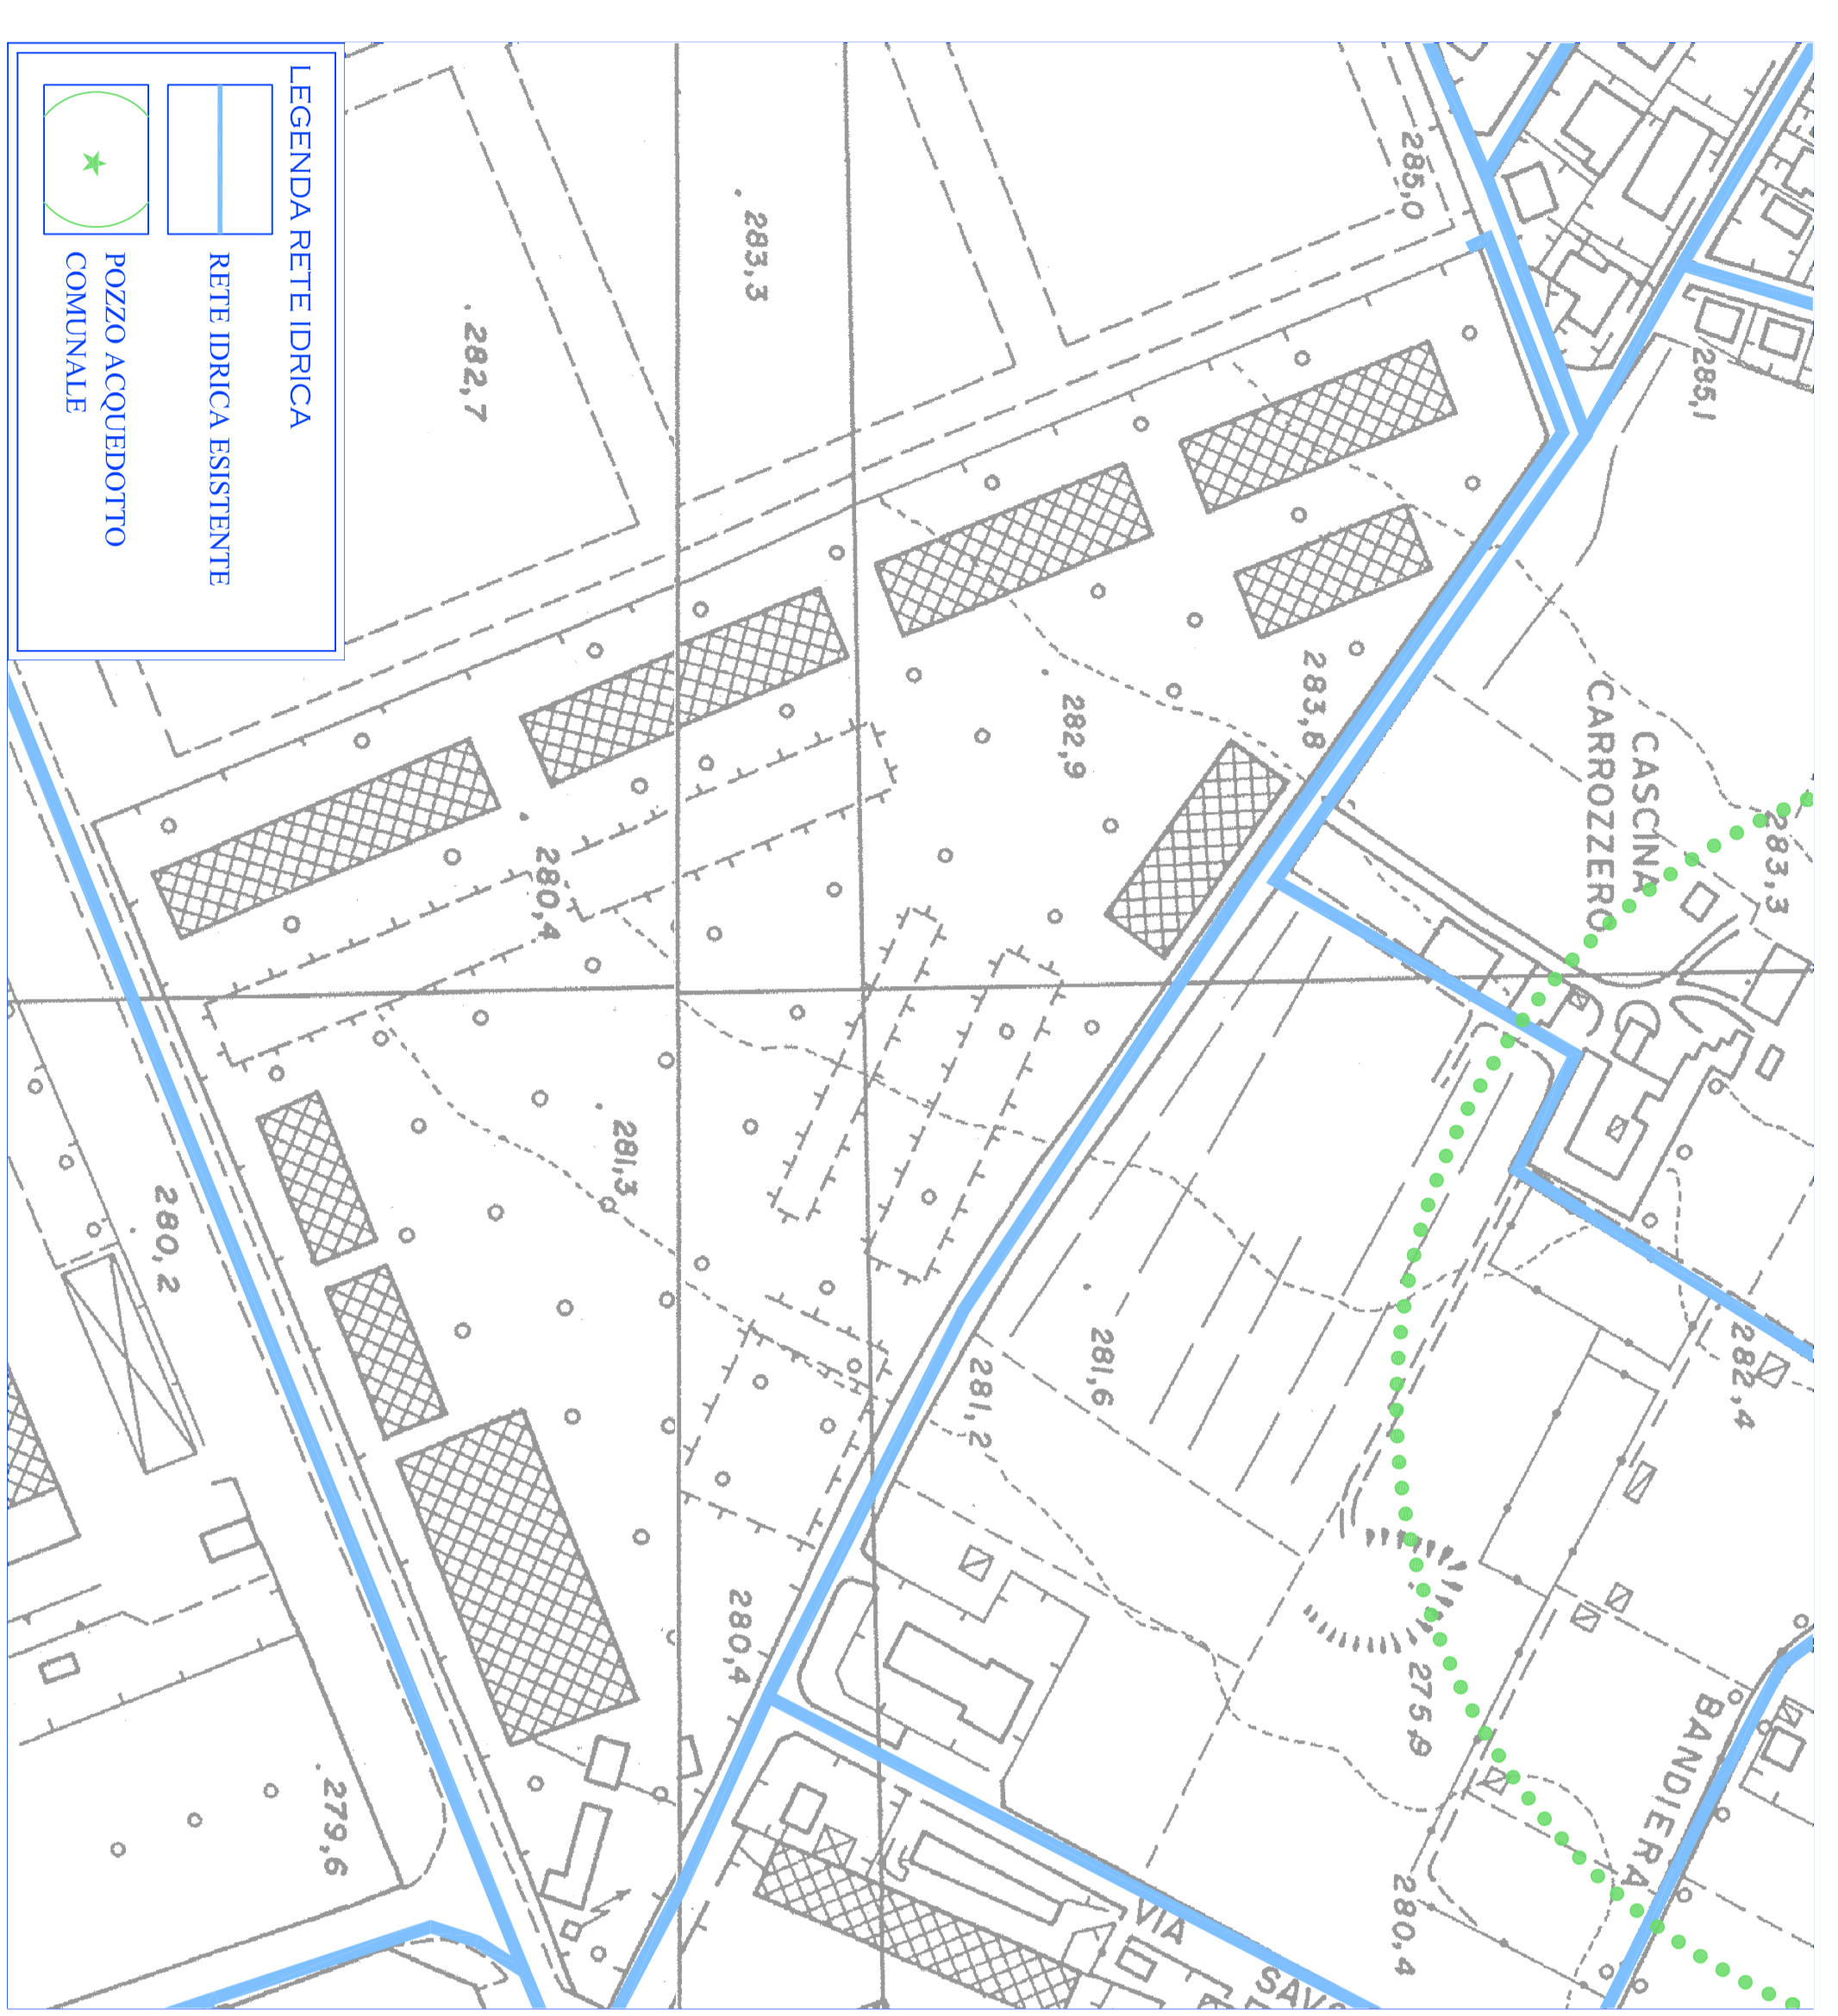 LEGENDA RETE IDRICA
RETE IDRICA ESISTENTE
POZZO ACQUEDOTTO
COMUNALE
285,0
285,1
283,3
282,7
283,8
282,9
CASCINA
CARROZZERO
283,3
280,4
281,3
280,2
281,6
281,2
282,4
280,4
275,9
BANDIERA
279,6
280,4
VIA